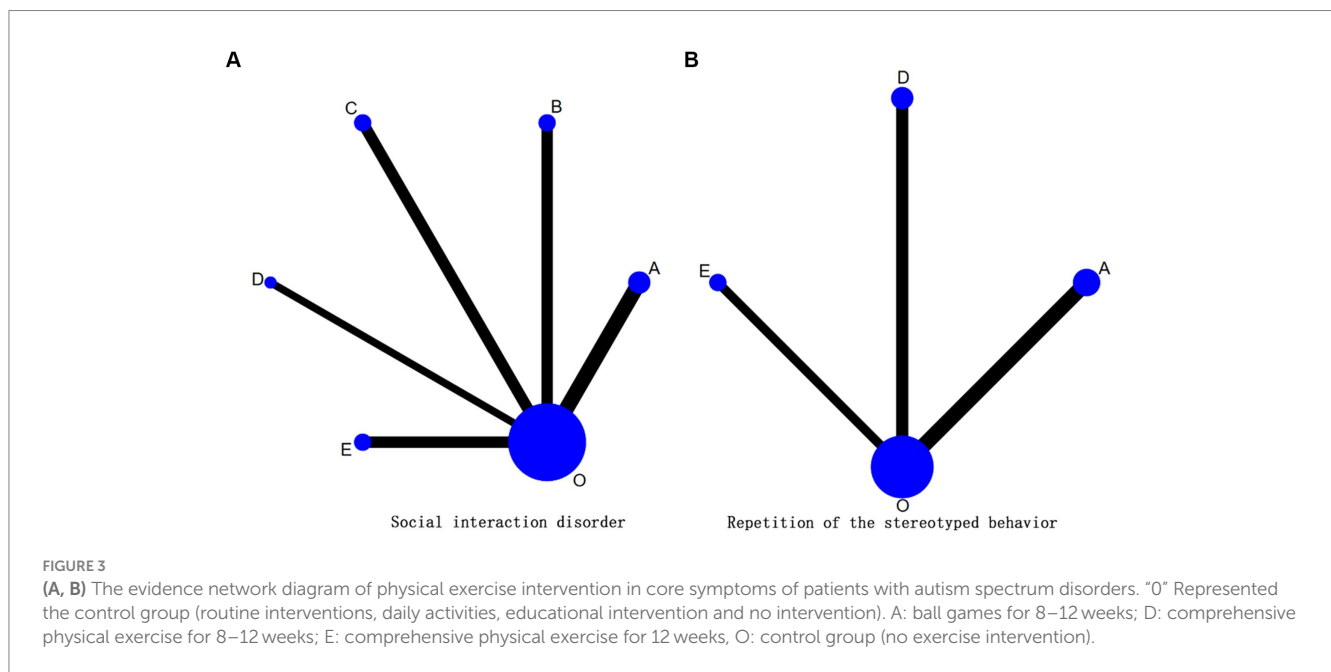 A
B
D
C
B
D
A
E
A
E
O
O
Social interaction disorder
Repetition of the stereotyped behavior
FIGURE 3
(A, B) The evidence network diagram of physical exercise intervention in core symptoms of patients with autism spectrum disorders. "0" Represented
the control group (routine interventions, daily activities, educational intervention and no intervention). A: ball games for 8–12 weeks; D: comprehensive
physical exercise for 8–12 weeks; E: comprehensive physical exercise for 12 weeks, O: control group (no exercise intervention).